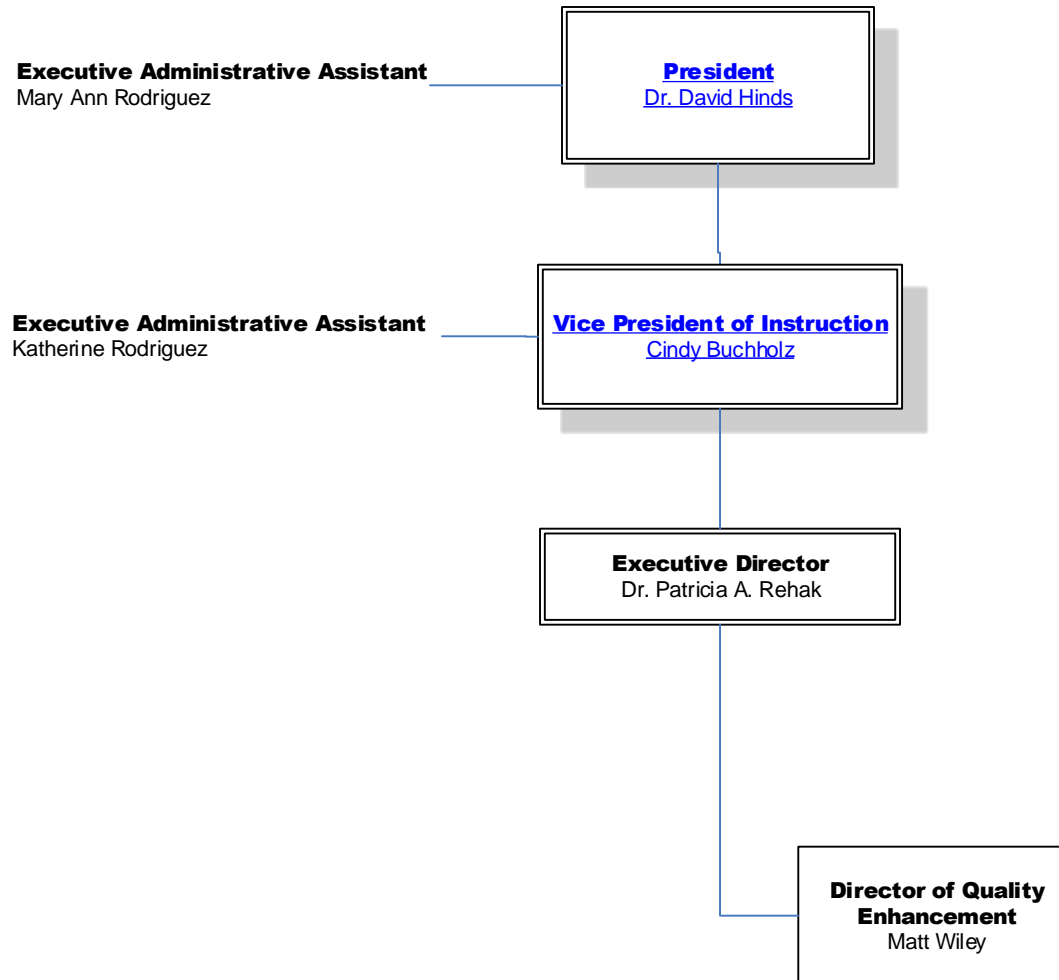 Executive Administrative Assistant
Mary Ann Rodriguez
President
Dr. David Hinds
Executive Administrative Assistant
Katherine Rodriguez
Vice President of Instruction
Cindy Buchholz
Executive Director
Dr. Patricia A. Rehak
Director of Quality
Enhancement
Matt Wiley